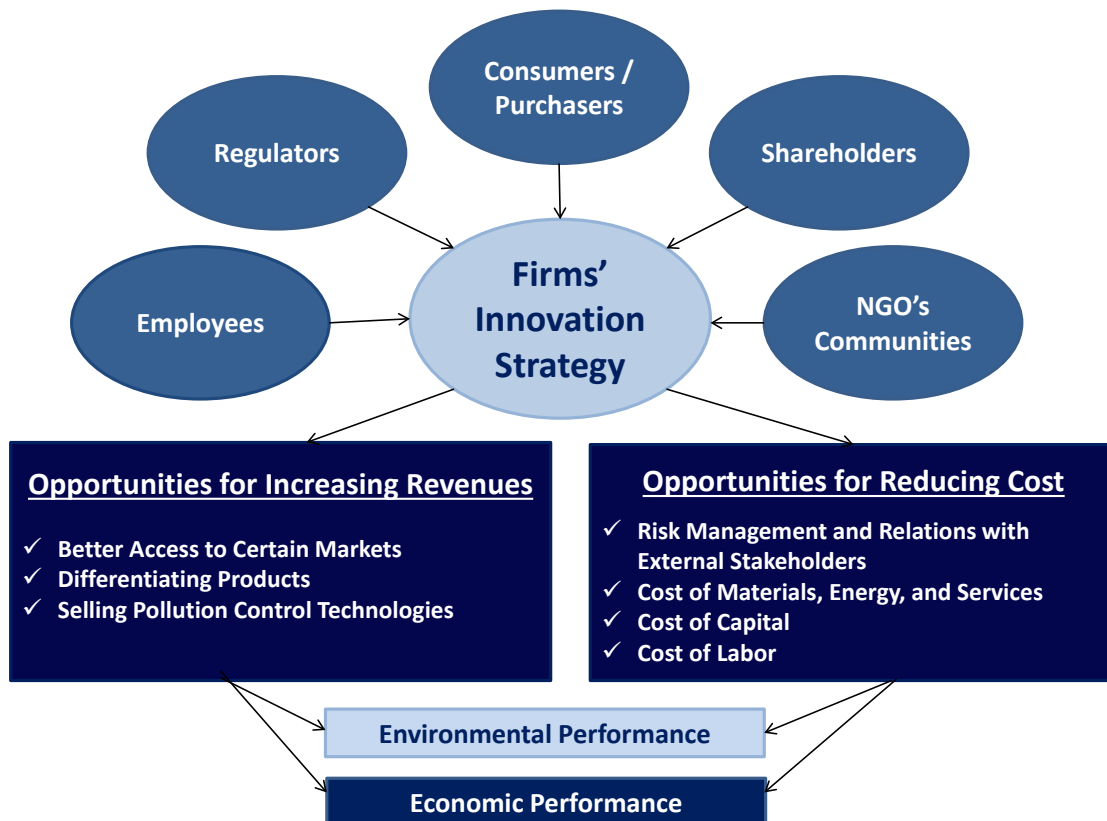 Consumers /
Purchasers
Regulators
Shareholders
Firms’
Innovation
Strategy
Employees
NGO’s
Communities
Opportunities for Increasing Revenues
✓ Better Access to Certain Markets
✓ Differentiating Products
✓ Selling Pollution Control Technologies
Opportunities for Reducing Cost
✓ Risk Management and Relations with
External Stakeholders
✓ Cost of Materials, Energy, and Services
✓ Cost of Capital
✓ Cost of Labor
Environmental Performance
Economic Performance